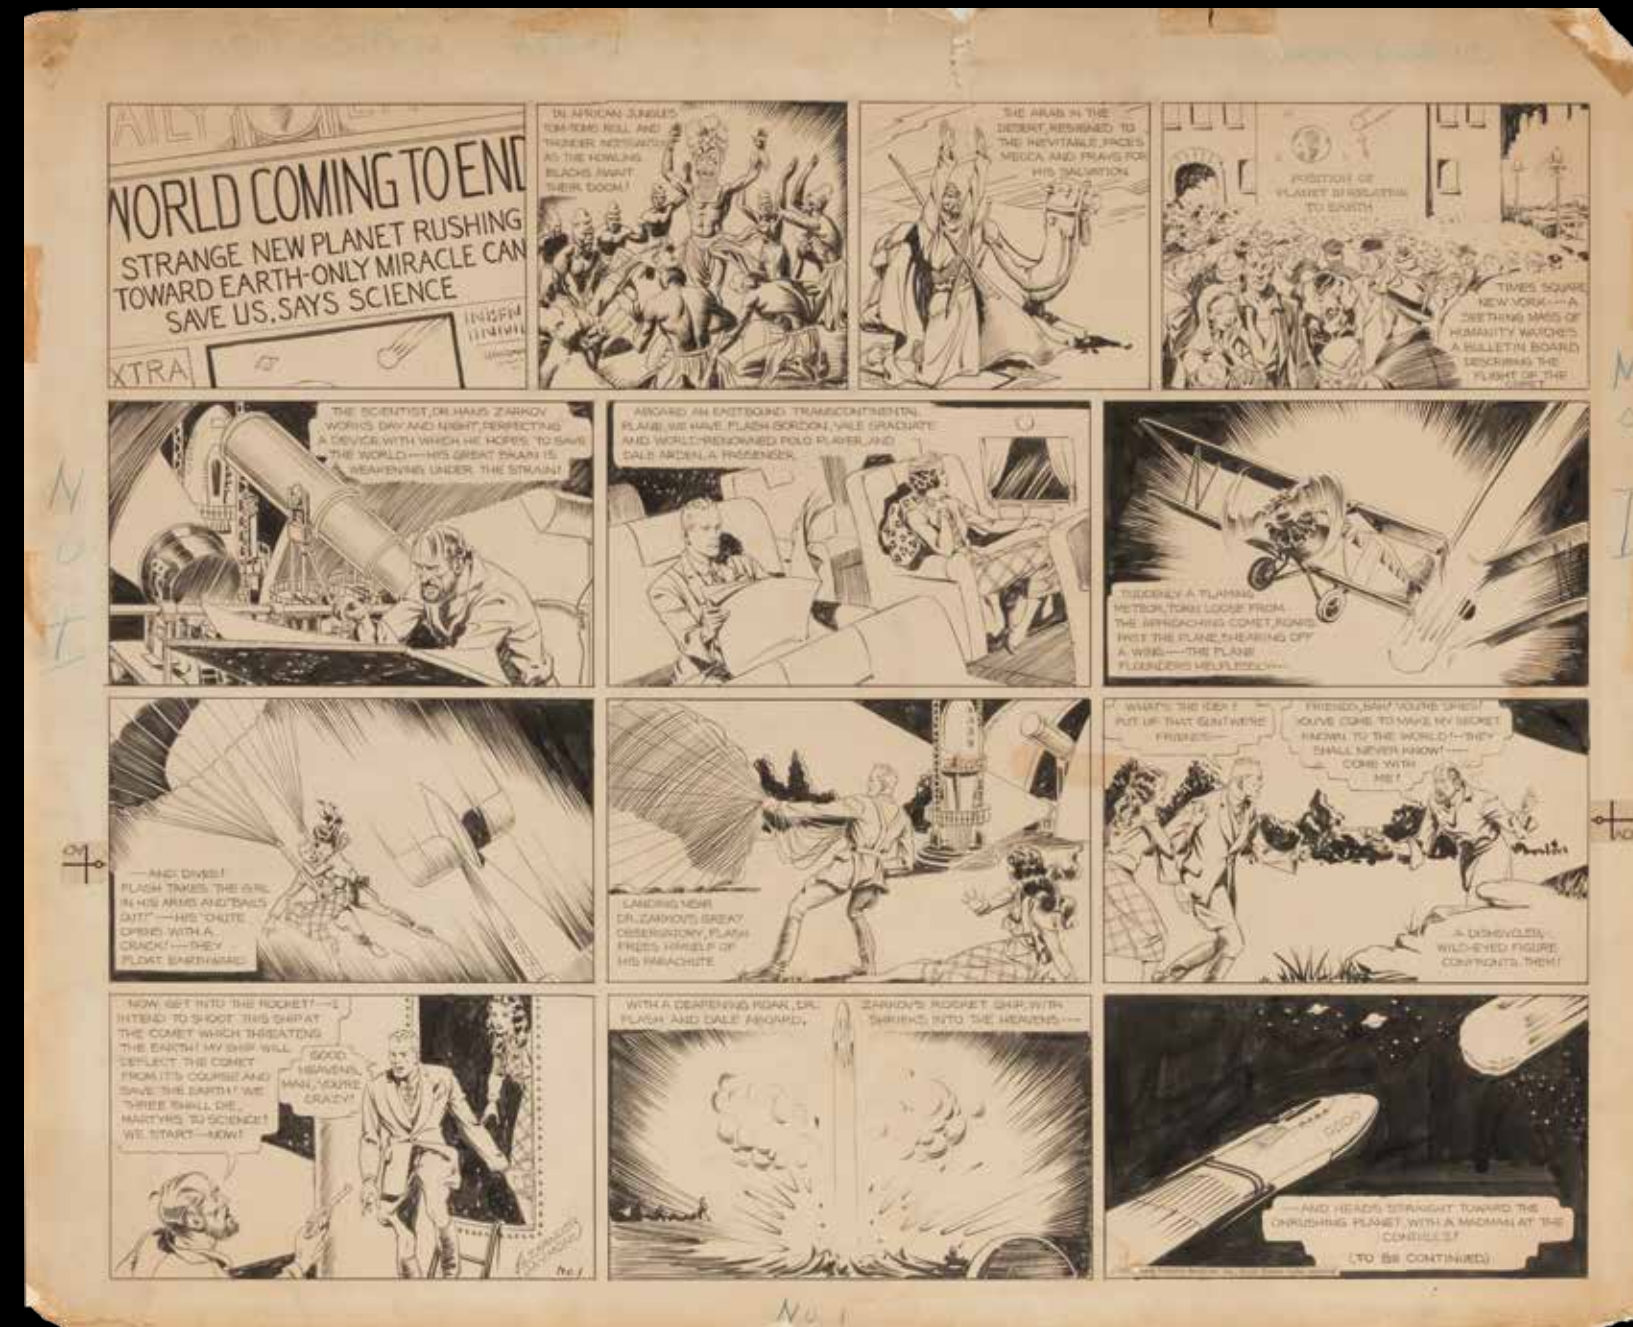 WORLD COMING TO END
STRANGE NEW PLANET RUSHING
TOWARD EARTH-ONLY MIRACLE CAN
SAVE US, SAYS SCIENCE
XTRA
IN AFRICAN JUNGLES
TOM-TOMS ROLL AND
THUNDER INCESSANTLY
AS THE HOWLING
BLACKS AWAIT
THEIR DOOM!
THE ARAB IN THE
DESERT, RESIGNED TO
THE INEVITABLE, FACES
MECCA AND PRAYS FOR
HIS SALVATION
POSITION OF
PLANET IN RELATION
TO EARTH
TIMES SQUARE
NEW YORK---A
SEETHING MASS OF
HUMANITY WATCHES
A BULLETIN BOARD
DESCRIBING THE
FLIGHT OF THE
THE SCIENTIST, DR. HANS ZARKOV
WORKS DAY AND NIGHT, PERFECTING
A DEVICE WITH WHICH HE HOPES TO SAVE
THE WORLD---HIS GREAT BRAIN IS
WEAKENING UNDER THE STRAIN!
ABOARD AN EASTBOUND TRANSCONTINENTAL
PLANE, WE HAVE FLASH GORDON, YALE GRADUATE
AND WORLD-RENOWNED POLO PLAYER, AND
DALE ARDEN, A PASSENGER
SUDDENLY A FLAMING
METEOR, TORN LOOSE FROM
THE APPROACHING COMET, ROARS
PAST THE PLANE, SHEARING OFF
A WING---THE PLANE
FLOUNDERS HELPLESSLY---
---AND DIVES!
FLASH TAKES THE GIRL
IN HIS ARMS AND "BAILS
OUT!"---HIS 'CHUTE
OPENS WITH A
CRACK!---THEY
FLOAT EARTHWARD
LANDING NEAR
DR. ZARKOV'S GREAT
OBSERVATORY, FLASH
FREES HIMSELF OF
HIS PARACHUTE
WHAT'S THE IDEA?
PUT UP THAT GUN! WE'RE
FRIENDS---
FRIENDS, BAH! YOU'RE SPIES!
YOU'VE COME TO MAKE MY SECRET
KNOWN TO THE WORLD!---THEY
SHALL NEVER KNOW!---
COME WITH
ME!
A DISHEVELED,
WILD-EYED FIGURE
CONFRONTS THEM!
NOW GET INTO THE ROCKET!---I
INTEND TO SHOOT THIS SHIP AT
THE COMET WHICH THREATENS
THE EARTH! MY SHIP WILL
DEFLECT THE COMET
FROM ITS COURSE AND
SAVE THE EARTH! WE
THREE SHALL DIE,
MARTYRS TO SCIENCE!
WE START---NOW!
GOOD
HEAVENS,
MAN, YOU'RE
CRAZY!
ALEXANDER
RAYMOND
No. 1
WITH A DEAFENING ROAR, DR. ZARKOV'S ROCKET SHIP, WITH
FLASH AND DALE ABOARD, SHRIEKS INTO THE HEAVENS---
---AND HEADS STRAIGHT TOWARD THE
ONRUSHING PLANET, WITH A MADMAN AT THE
CONTROLS!
(TO BE CONTINUED)
No 1